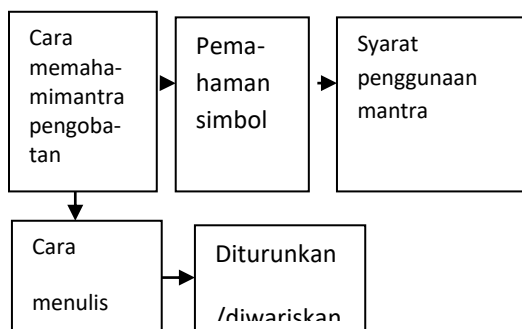 Cara
memaha-
mimantra
pengoba-
tan
Pema-
haman
simbol
Syarat
penggunaan
mantra
Cara
menulis
Diturunkan
/diwariskan